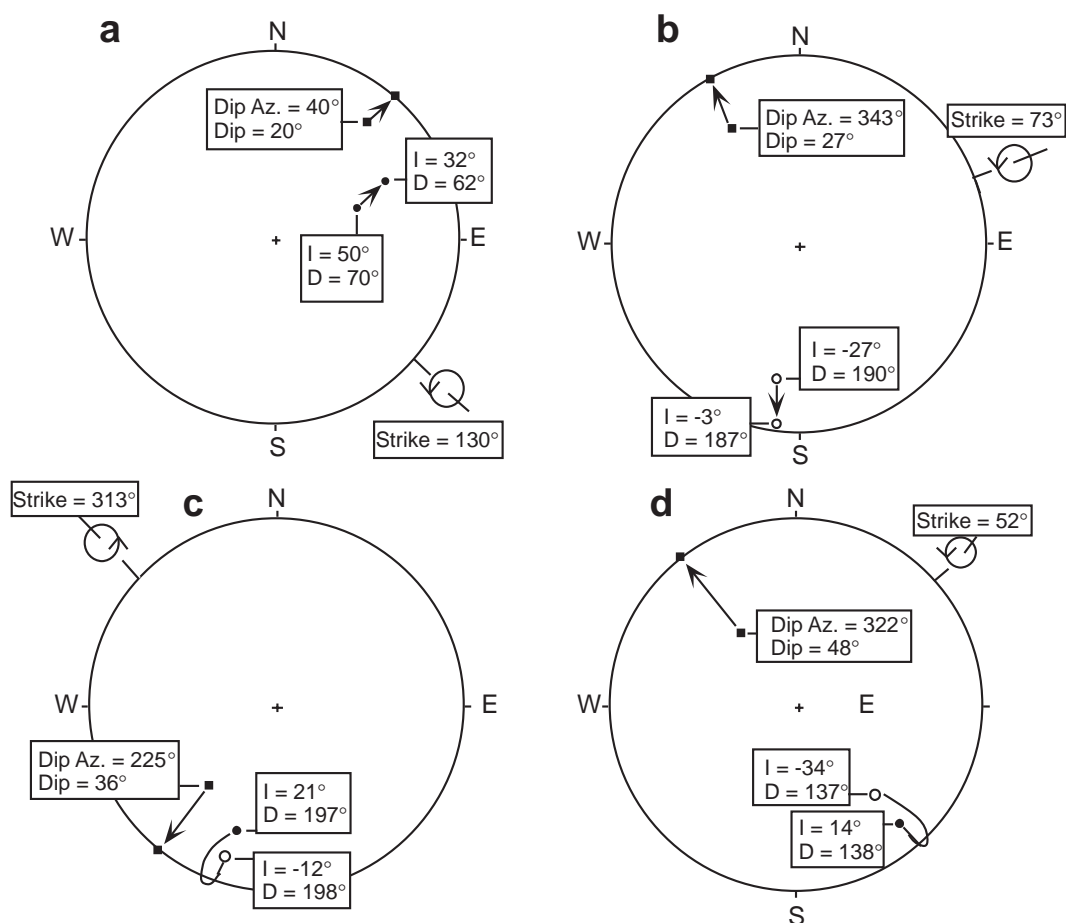 a
N
Dip Az. = 40°
Dip = 20°
I = 32°
D = 62°
W
E
I = 50°
D = 70°
S
Strike = 130°
b
N
Dip Az. = 343°
Dip = 27°
Strike = 73°
W
E
I = -27°
D = 190°
I = -3°
D = 187°
S
Strike = 313°
c
N
W
E
Dip Az. = 225°
Dip = 36°
I = 21°
D = 197°
I = -12°
D = 198°
d
N
Strike = 52°
Dip Az. = 322°
Dip = 48°
W
E
I = -34°
D = 137°
I = 14°
D = 138°
S